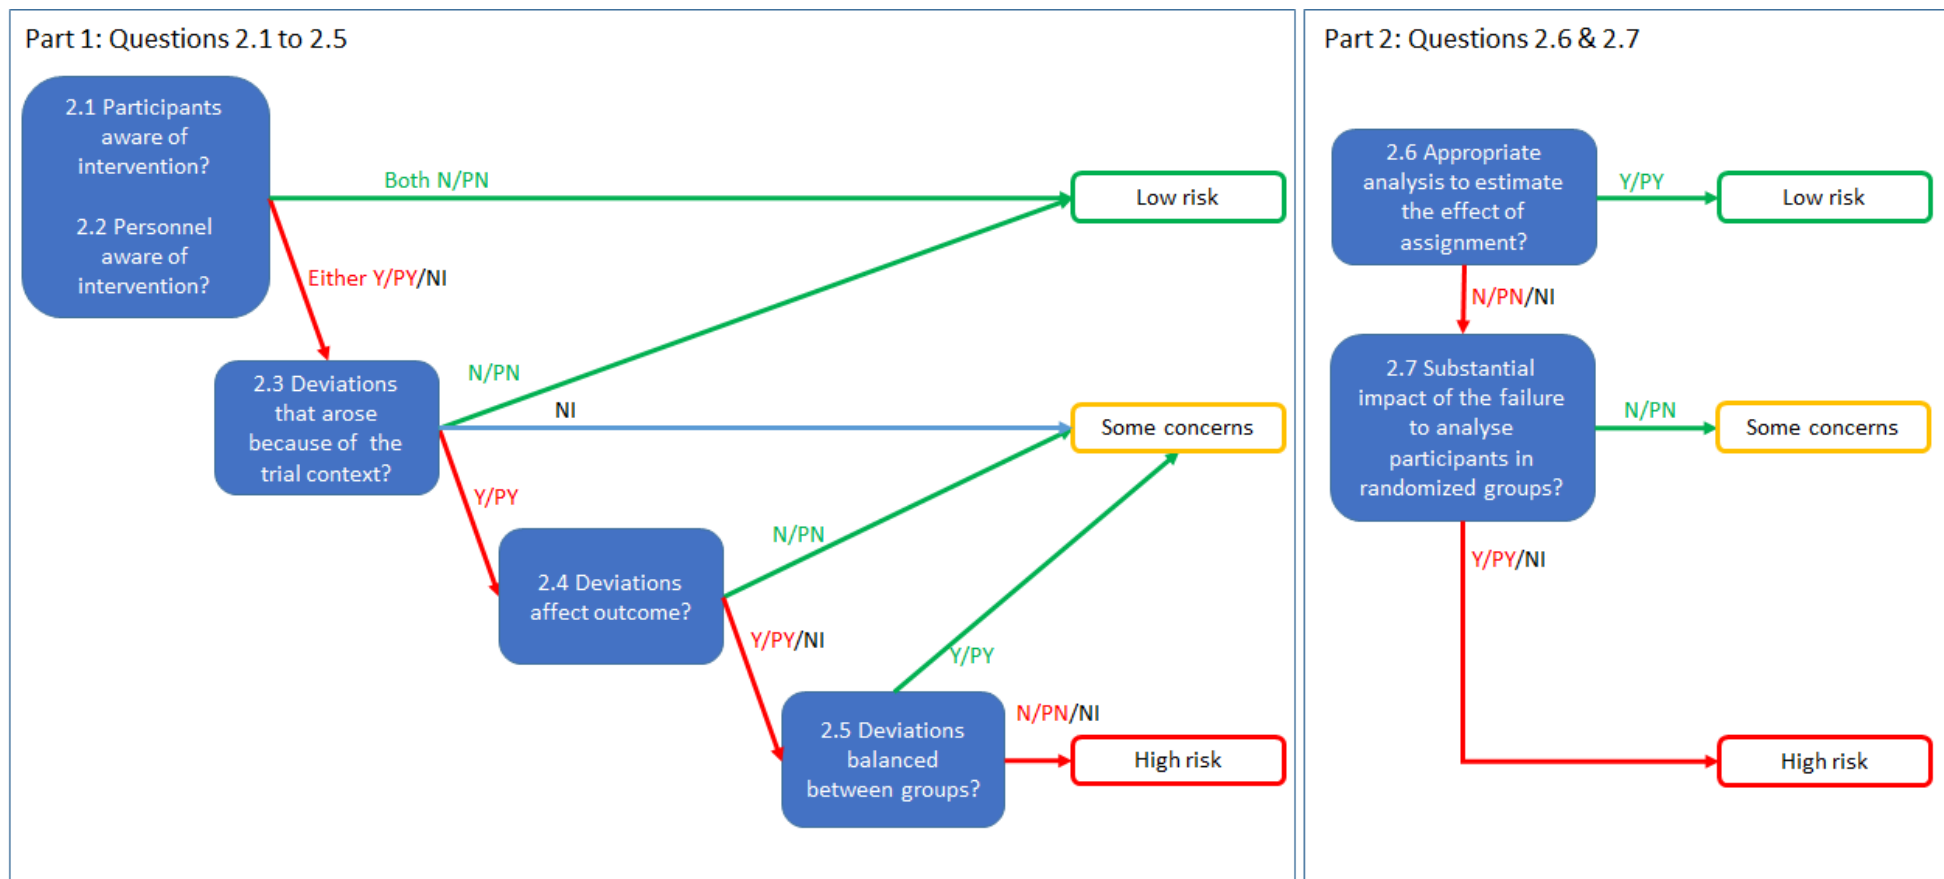 Part 1: Questions 2.1 to 2.5
2.1 Participants
aware of
intervention?
2.2 Personnel
aware of
intervention?
Both N/PN
Low risk
Either Y/PY/NI
2.3 Deviations
that arose
because of the
trial context?
N/PN
NI
Some concerns
Y/PY
2.4 Deviations
affect outcome?
N/PN
Y/PY/NI
Y/PY
2.5 Deviations
balanced
between groups?
N/PN/NI
High risk
Part 2: Questions 2.6 & 2.7
2.6 Appropriate
analysis to estimate
the effect of
assignment?
Y/PY
Low risk
N/PN/NI
2.7 Substantial
impact of the failure
to analyse
participants in
randomized groups?
N/PN
Some concerns
Y/PY/NI
High risk